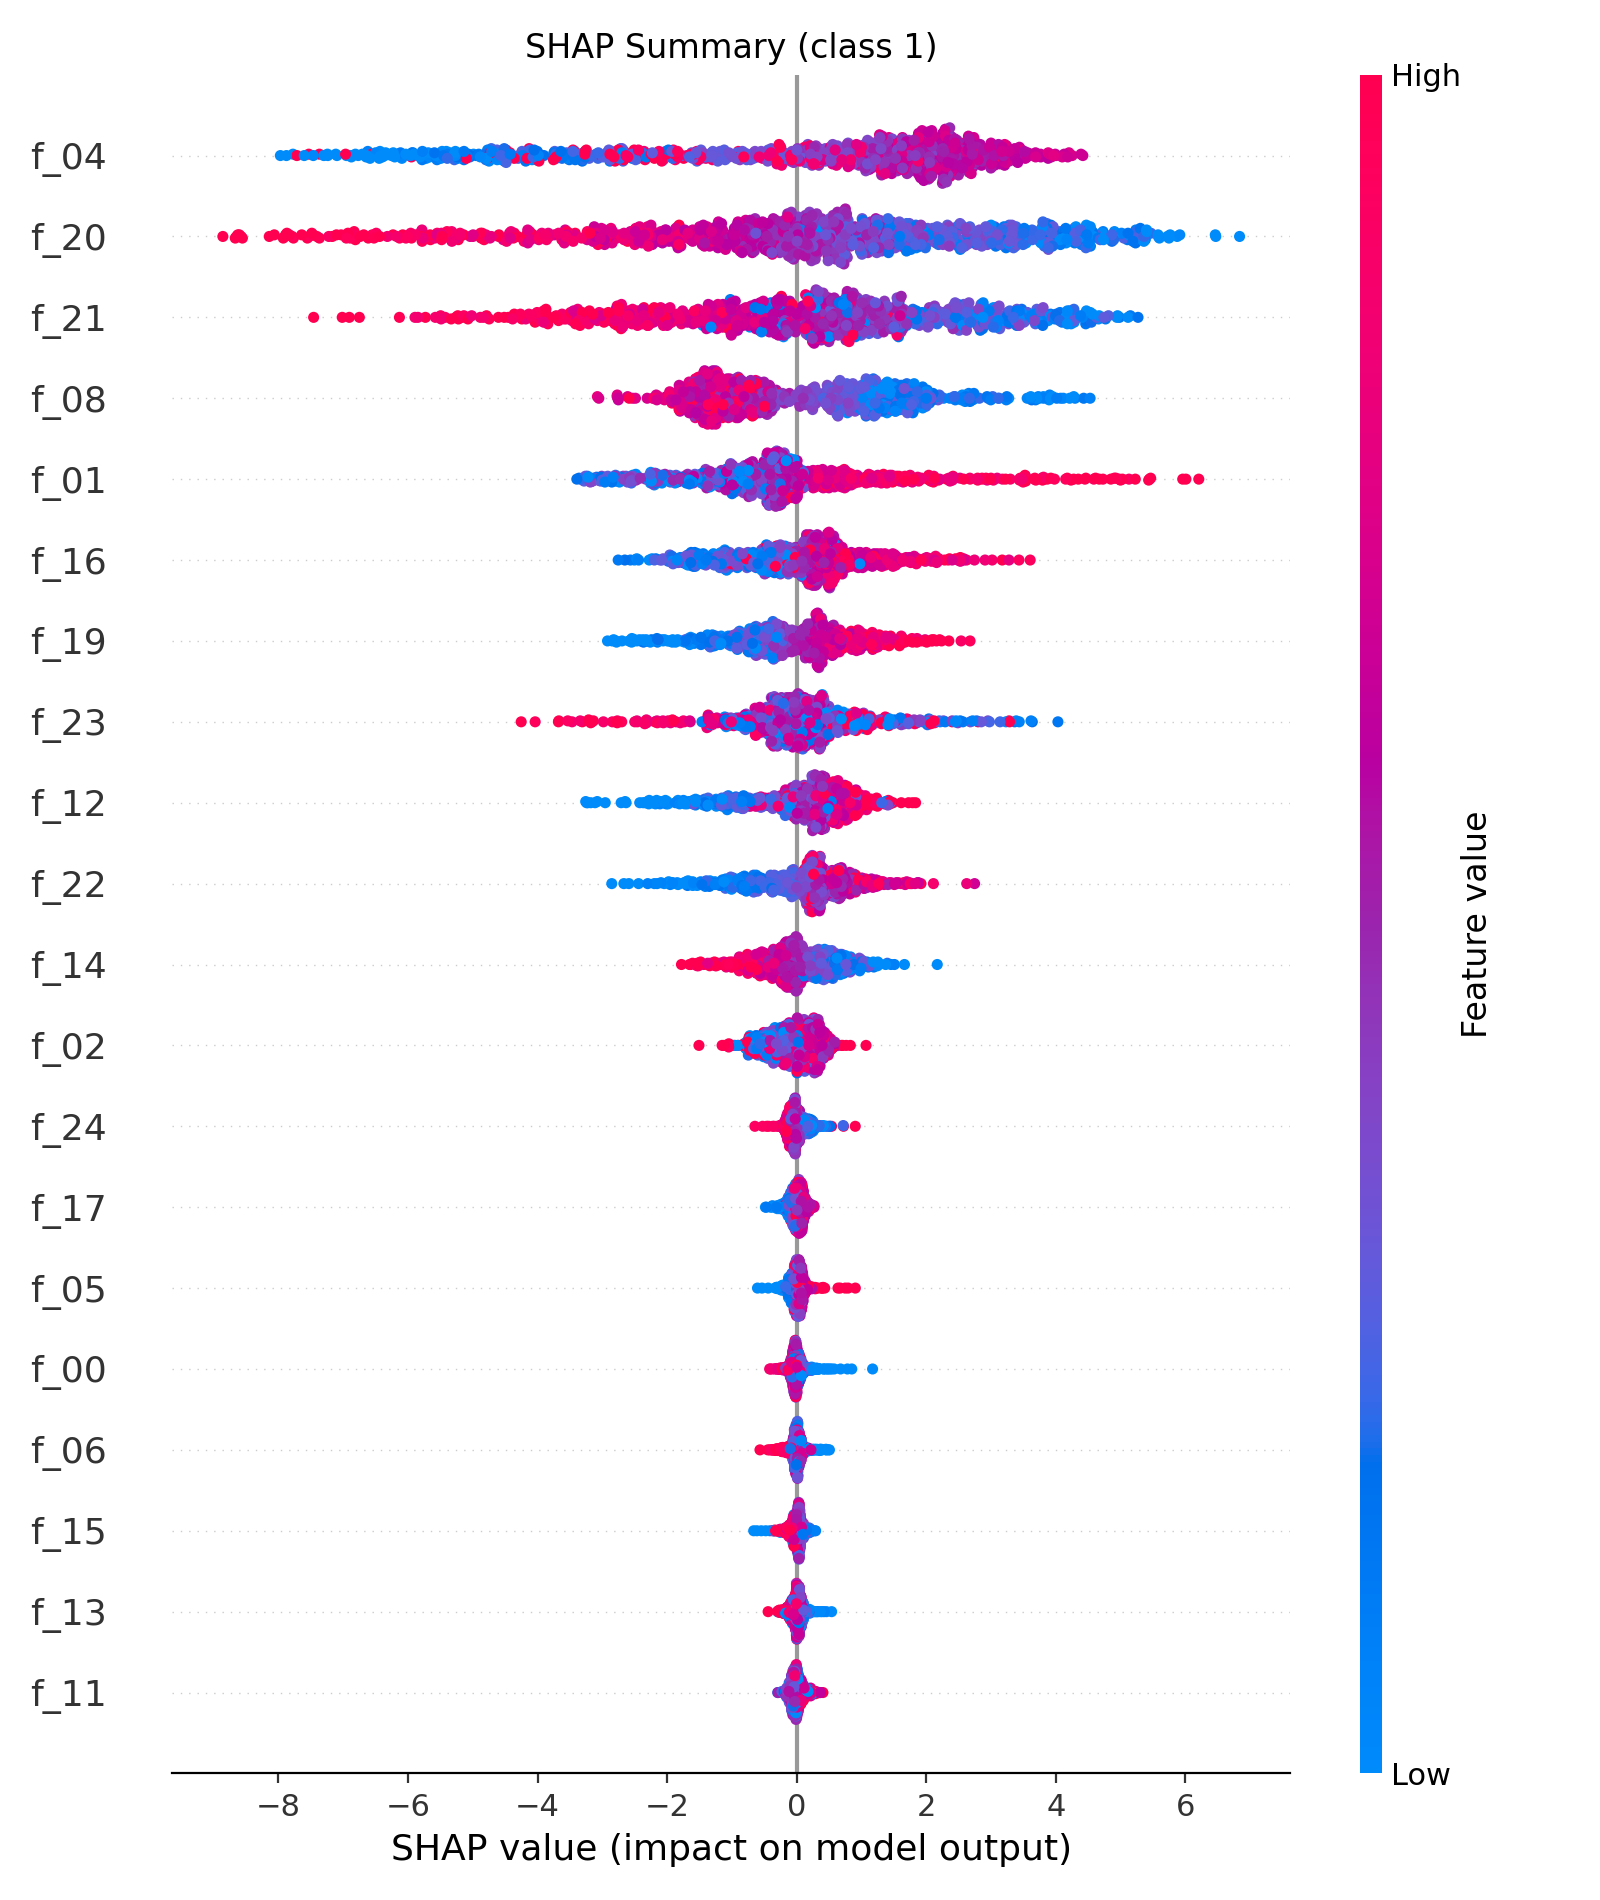 SHAP Summary (class 1)
High
f_04
f_20
f_21
f_08
f_01
f_16
f_19
f_23
f_12
f_22
f_14
f_02
f_24
f_17
f_05
f_00
f_06
f_15
f_13
f_11
Feature value
Low
−8 −6 −4 −2 0 2 4 6
SHAP value (impact on model output)